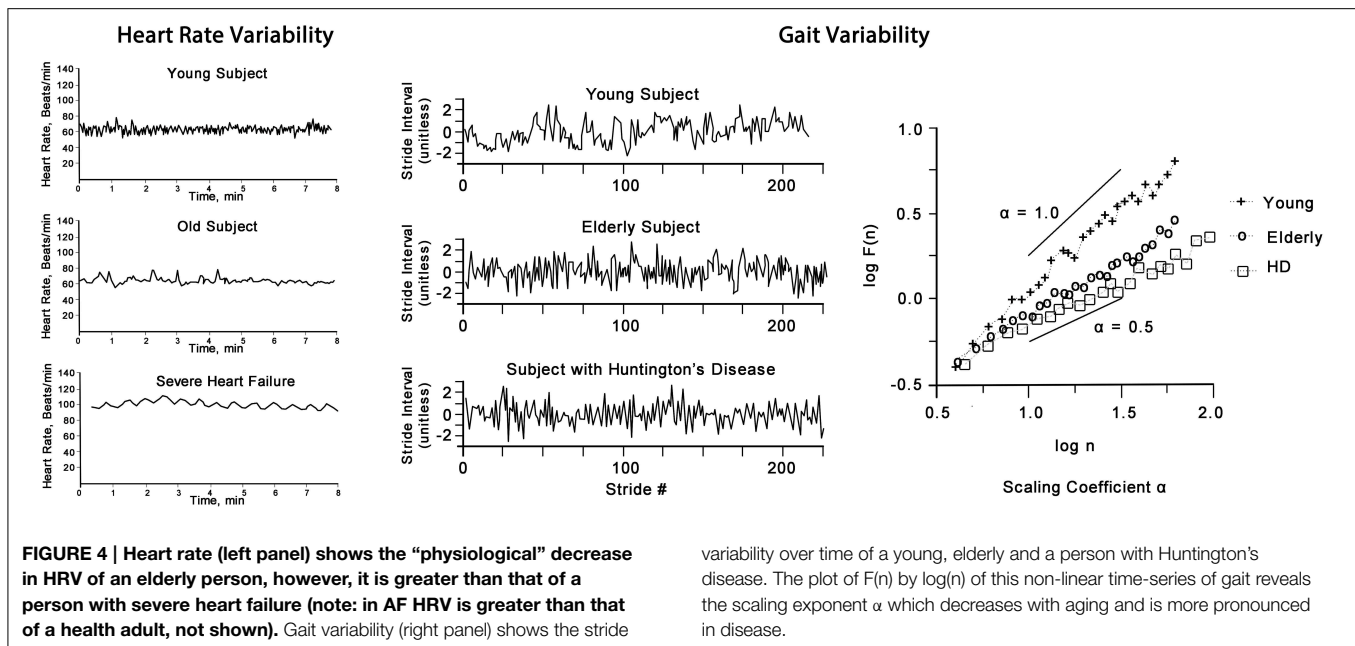 Heart Rate Variability
Young Subject
Heart Rate, Beats/min
140
120
100
80
60
40
20
0 1 2 3 4 5 6 7 8
Time, min
Old Subject
Heart Rate, Beats/min
140
120
100
80
60
40
20
0 1 2 3 4 5 6 7 8
Time, min
Severe Heart Failure
Heart Rate, Beats/min
140
120
100
80
60
40
20
0 1 2 3 4 5 6 7 8
Time, min
Gait Variability
Young Subject
Stride Interval
(unitless)
2
0
-2
0 100 200
Elderly Subject
Stride Interval
(unitless)
2
0
-2
0 100 200
Subject with Huntington's Disease
Stride Interval
(unitless)
2
0
-2
0 100 200
Stride #
log F(n)
1.0
0.5
0.0
-0.5
α = 1.0
α = 0.5
0.5 1.0 1.5 2.0
log n
Scaling Coefficient α
Young
Elderly
HD
FIGURE 4 | Heart rate (left panel) shows the “physiological” decrease
in HRV of an elderly person, however, it is greater than that of a
person with severe heart failure (note: in AF HRV is greater than that
of a health adult, not shown). Gait variability (right panel) shows the stride
variability over time of a young, elderly and a person with Huntington's
disease. The plot of F(n) by log(n) of this non-linear time-series of gait reveals
the scaling exponent α which decreases with aging and is more pronounced
in disease.